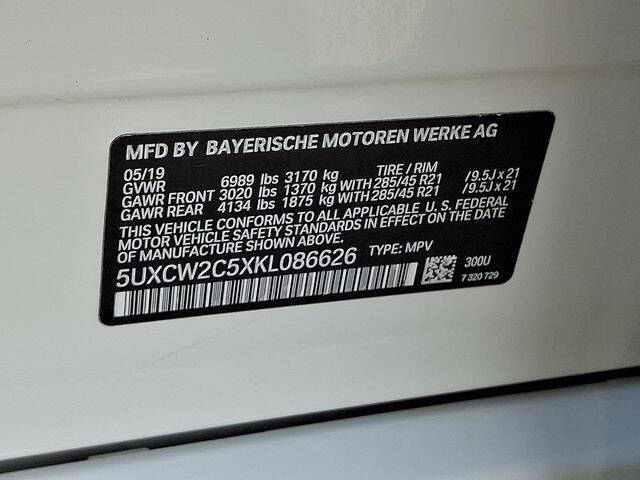 MFD BY BAYERISCHE MOTOREN WERKE AG
05/19 TIRE / RIM
GVWR 6989 lbs 3170 kg
GAWR FRONT 3020 lbs 1370 kg WITH 285/45 R21 /9.5J x 21
GAWR REAR 4134 lbs 1875 kg WITH 285/45 R21 /9.5J x 21
THIS VEHICLE CONFORMS TO ALL APPLICABLE U. S. FEDERAL
MOTOR VEHICLE SAFETY STANDARDS IN EFFECT ON THE DATE
OF MANUFACTURE SHOWN ABOVE.
5UXCW2C5XKL086626 TYPE: MPV
300U
7 320 729